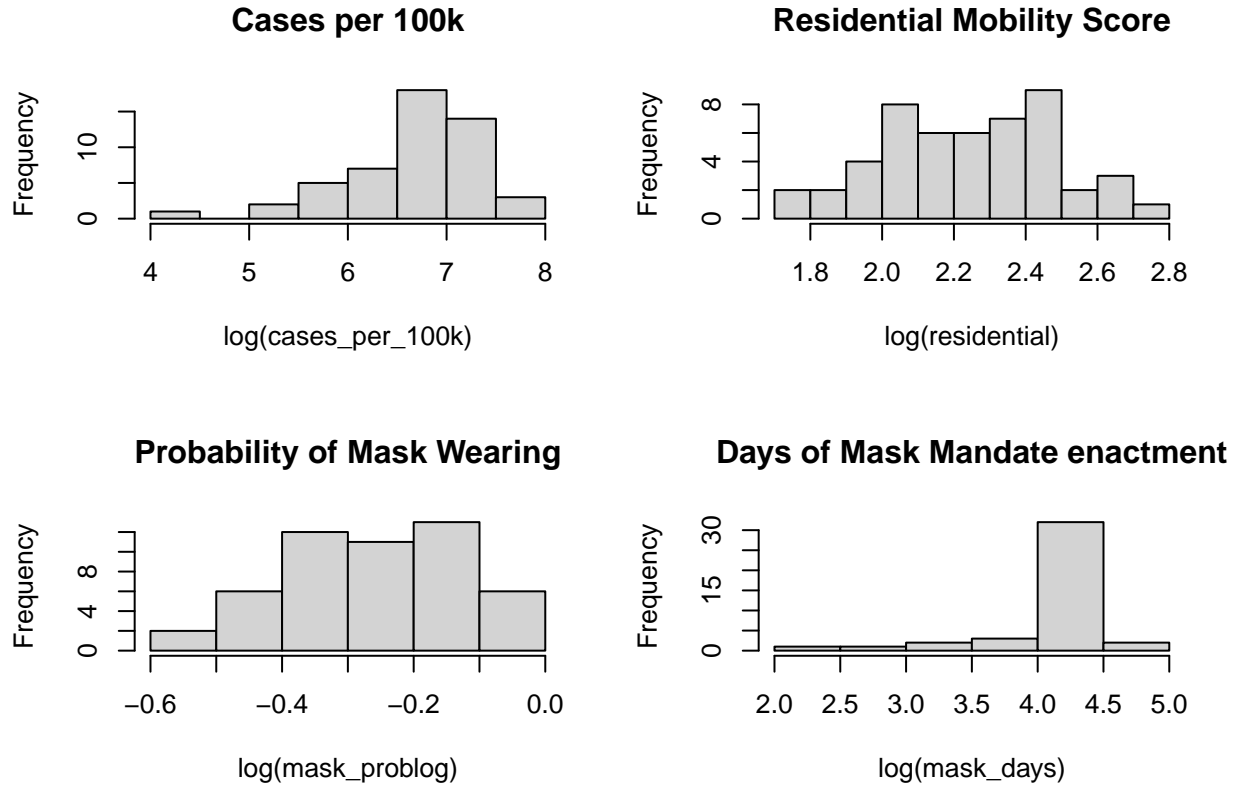 Cases per 100k
Frequency
0
10
4
5
6
7
8
log(cases_per_100k)
Residential Mobility Score
Frequency
0
4
8
1.8
2.0
2.2
2.4
2.6
2.8
log(residential)
Probability of Mask Wearing
Frequency
0
4
8
−0.6
−0.4
−0.2
0.0
log(mask_problog)
Days of Mask Mandate enactment
Frequency
0
15
30
2.0
2.5
3.0
3.5
4.0
4.5
5.0
log(mask_days)